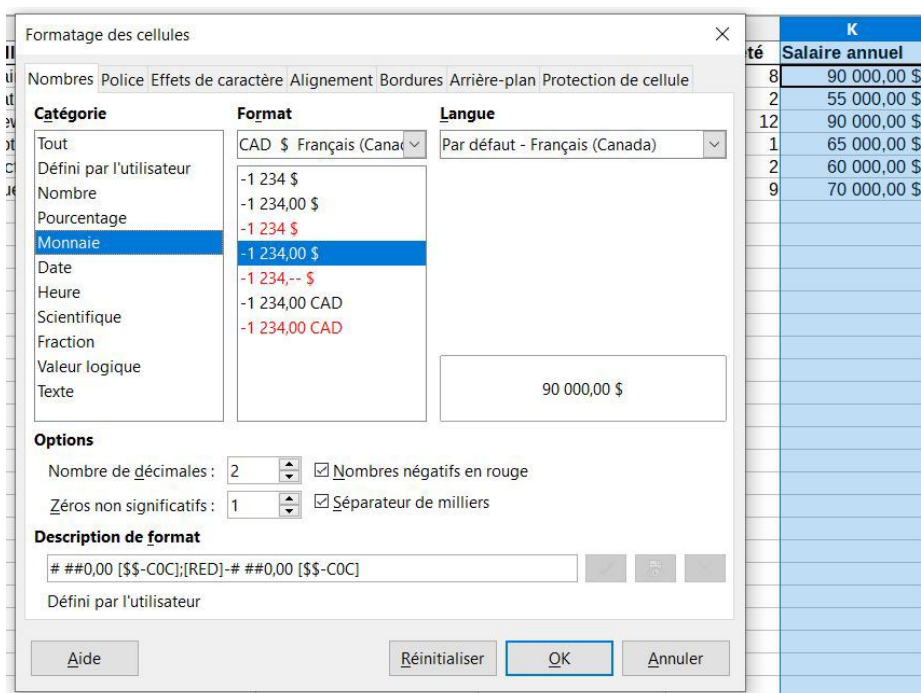 Formatage des cellules
Nombres Police Effets de caractère Alignement Bordures Arrière-plan Protection de cellule
Catégorie
Tout
Défini par l'utilisateur
Nombre
Pourcentage
Monnaie
Date
Heure
Scientifique
Fraction
Valeur logique
Texte
Format
CAD $ Français (Canad
-1 234 $
-1 234,00 $
-1 234 $
-1 234,00 $
-1 234,-- $
-1 234,00 CAD
-1 234,00 CAD
Langue
Par défaut - Français (Canada)
90 000,00 $
Options
Nombre de décimales : 2
Nombres négatifs en rouge
Zéros non significatifs : 1
Séparateur de milliers
Description de format
# ##0,00 [$$-C0C];[RED]-# ##0,00 [$$-C0C]
Défini par l'utilisateur
Aide
Réinitialiser
OK
Annuler
K
té Salaire annuel
8 90 000,00 $
2 55 000,00 $
12 90 000,00 $
1 65 000,00 $
2 60 000,00 $
9 70 000,00 $